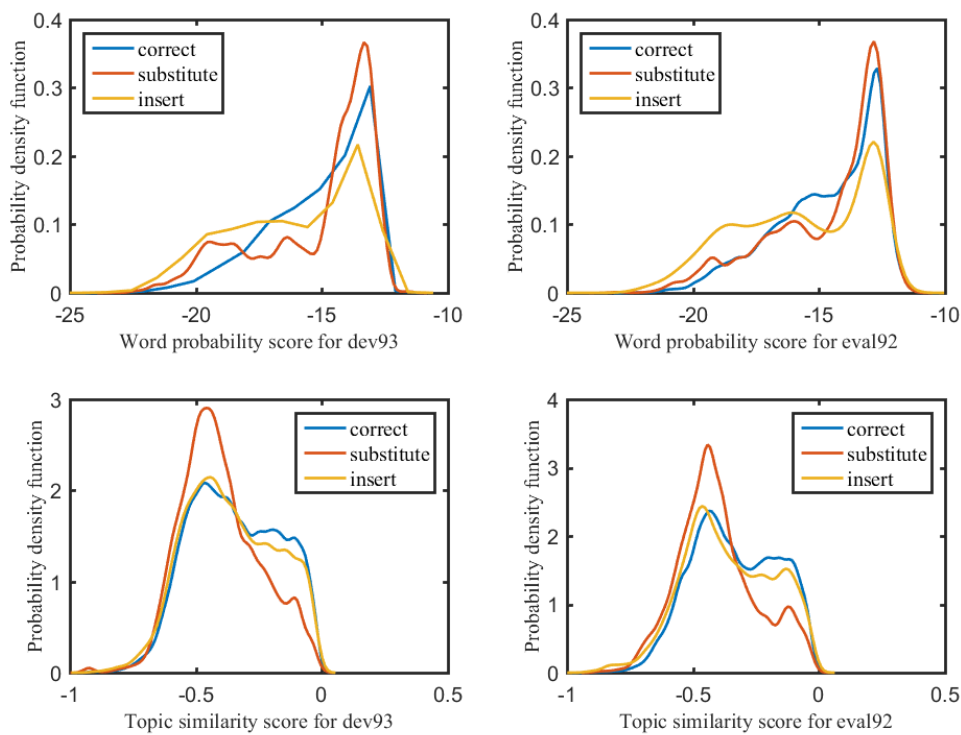 0.4
0.3
0.2
0.1
0
Probability density function
correct
substitute
insert
-25 -20 -15 -10
Word probability score for dev93
0.4
0.3
0.2
0.1
0
Probability density function
correct
substitute
insert
-25 -20 -15 -10
Word probability score for eval92
3
2
1
0
Probability density function
correct
substitute
insert
-1 -0.5 0 0.5
Topic similarity score for dev93
4
3
2
1
0
Probability density function
correct
substitute
insert
-1 -0.5 0 0.5
Topic similarity score for eval92